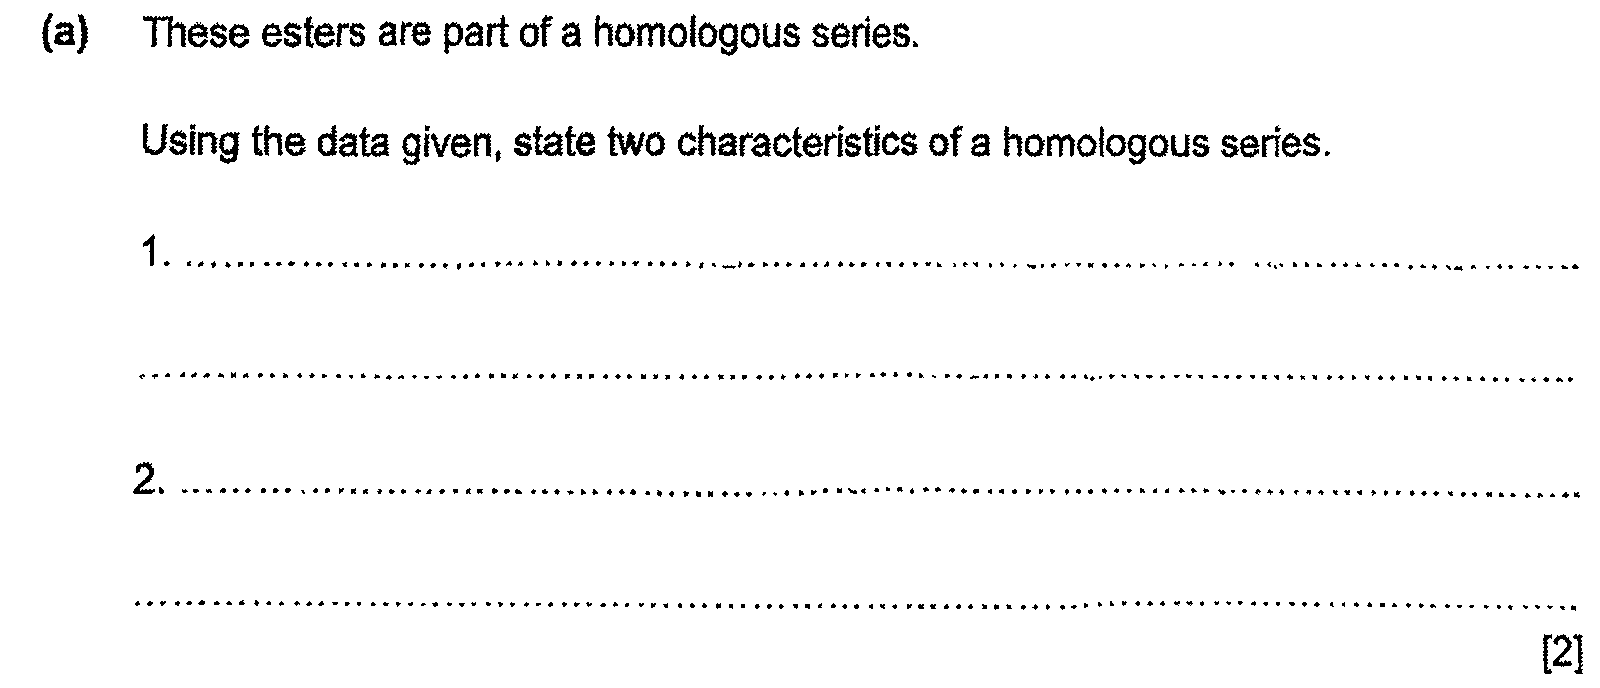 (a) These esters are part of a homologous series.
Using the data given, state two characteristics of a homologous series.
1. ................................................................................
................................................................................
2. ................................................................................
................................................................................
[2]